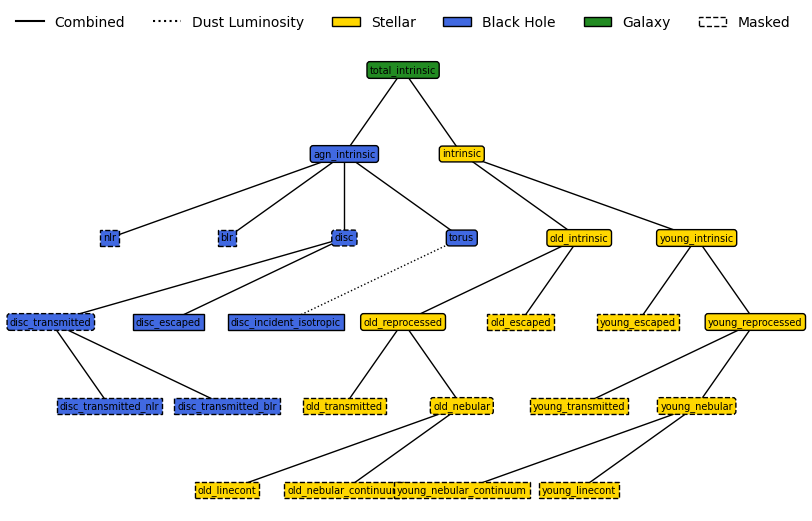 Combined Dust Luminosity Stellar Black Hole Galaxy Masked
total_intrinsic
agn_intrinsic intrinsic
nlr blr disc torus old_intrinsic young_intrinsic
disc_transmitted disc_escaped disc_incident_isotropic old_reprocessed old_escaped young_escaped young_reprocessed
disc_transmitted_nlr disc_transmitted_blr old_transmitted old_nebular young_transmitted young_nebular
old_linecont old_nebular_continuum young_nebular_continuum young_linecont